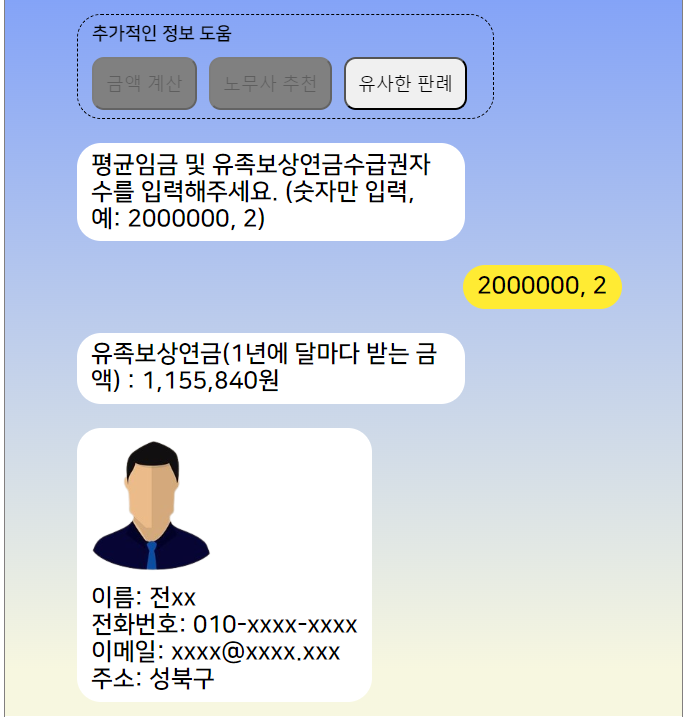 추가적인 정보 도움
금액 계산
노무사 추천
유사한 판례
평균임금 및 유족보상연금수급권자
수를 입력해주세요. (숫자만 입력,
예: 2000000, 2)
2000000, 2
유족보상연금(1년에 달마다 받는 금
액) : 1,155,840원
이름: 전xx
전화번호: 010-xxxx-xxxx
이메일: xxxx@xxxx.xxx
주소: 성북구